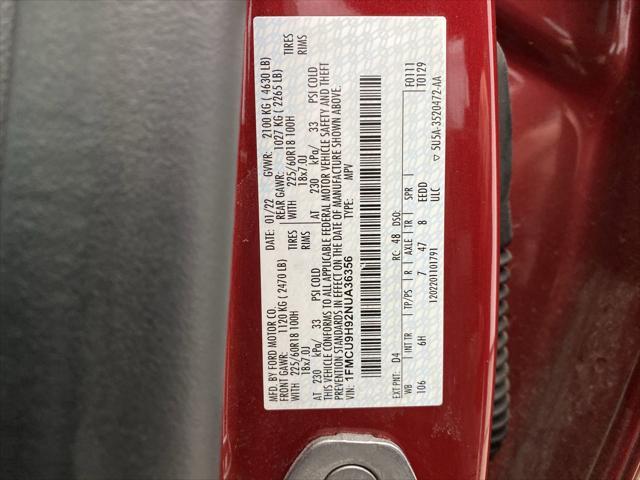 MFD. BY FORD MOTOR CO. DATE: 01/22 GVWR: 2100 KG ( 4630 LB)
FRONT GAWR: 1120 KG ( 2470 LB) REAR GAWR: 1027 KG ( 2265 LB)
WITH 225/60R18 100H TIRES WITH 225/60R18 100H TIRES
18x7.0J RIMS 18x7.0J RIMS
AT 230 kPa/ 33 PSI COLD AT 230 kPa/ 33 PSI COLD
THIS VEHICLE CONFORMS TO ALL APPLICABLE FEDERAL MOTOR VEHICLE SAFETY AND THEFT
PREVENTION STANDARDS IN EFFECT ON THE DATE OF MANUFACTURE SHOWN ABOVE.
VIN: 1FMCU9H92NUA36356 TYPE: MPV
EXT PNT: D4 RC: 48 DSO: F0111
WB INT TR TP/PS R AXLE TR SPR T0129
106 6H 7 47 8 EEDD
1202201101791 ULC ▽ 5U5A-3520472-AA